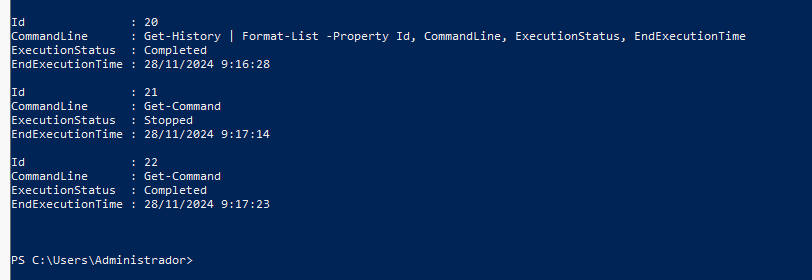 Id                 : 20
CommandLine        : Get-History | Format-List -Property Id, CommandLine, ExecutionStatus, EndExecutionTime
ExecutionStatus    : Completed
EndExecutionTime : 28/11/2024 9:16:28
Id                 : 21
CommandLine        : Get-Command
ExecutionStatus    : Stopped
EndExecutionTime : 28/11/2024 9:17:14
Id                 : 22
CommandLine        : Get-Command
ExecutionStatus    : Completed
EndExecutionTime : 28/11/2024 9:17:23
PS C:\Users\Administrador>